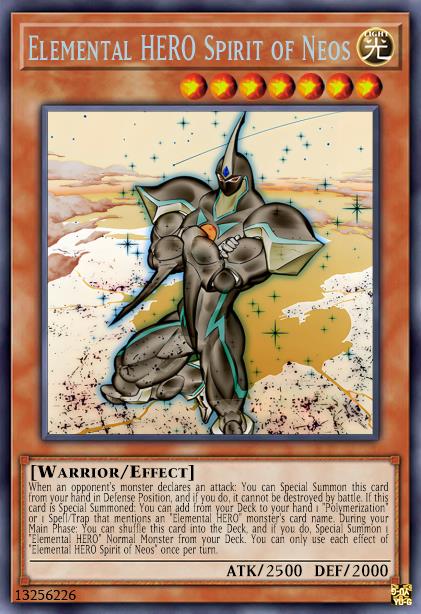 Elemental HERO Spirit of Neos
LIGHT
光
[Warrior/Effect]
When an opponent's monster declares an attack: You can Special Summon this card
from your hand in Defense Position, and if you do, it cannot be destroyed by battle. If this
card is Special Summoned: You can add from your Deck to your hand 1 "Polymerization"
or 1 Spell/Trap that mentions an "Elemental HERO" monster's card name. During your
Main Phase: You can shuffle this card into the Deck, and if you do, Special Summon 1
"Elemental HERO" Normal Monster from your Deck. You can only use each effect of
"Elemental HERO Spirit of Neos" once per turn.
ATK/2500 DEF/2000
13256226